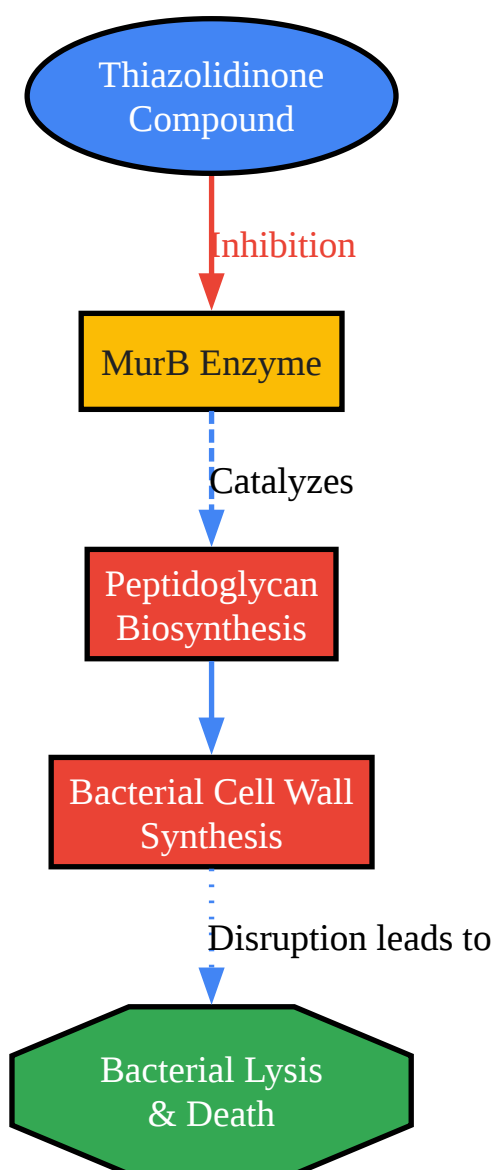 Thiazolidinone
Compound
Inhibition
MurB Enzyme
Catalyzes
Peptidoglycan
Biosynthesis
Bacterial Cell Wall
Synthesis
Disruption leads to
Bacterial Lysis
& Death